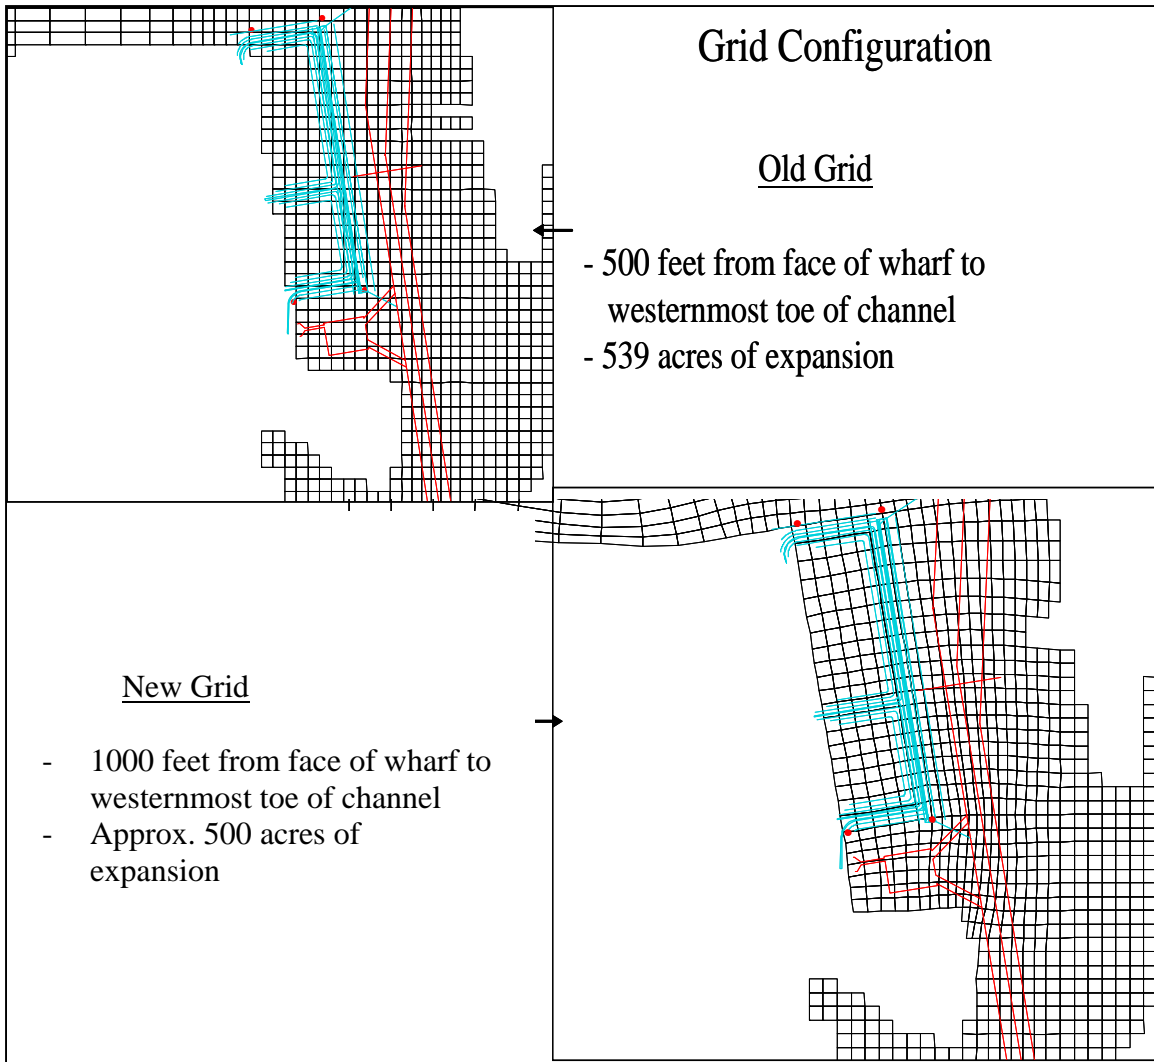 Grid Configuration
Old Grid
- 500 feet from face of wharf to
westernmost toe of channel
- 539 acres of expansion
New Grid
- 1000 feet from face of wharf to
westernmost toe of channel
- Approx. 500 acres of
expansion